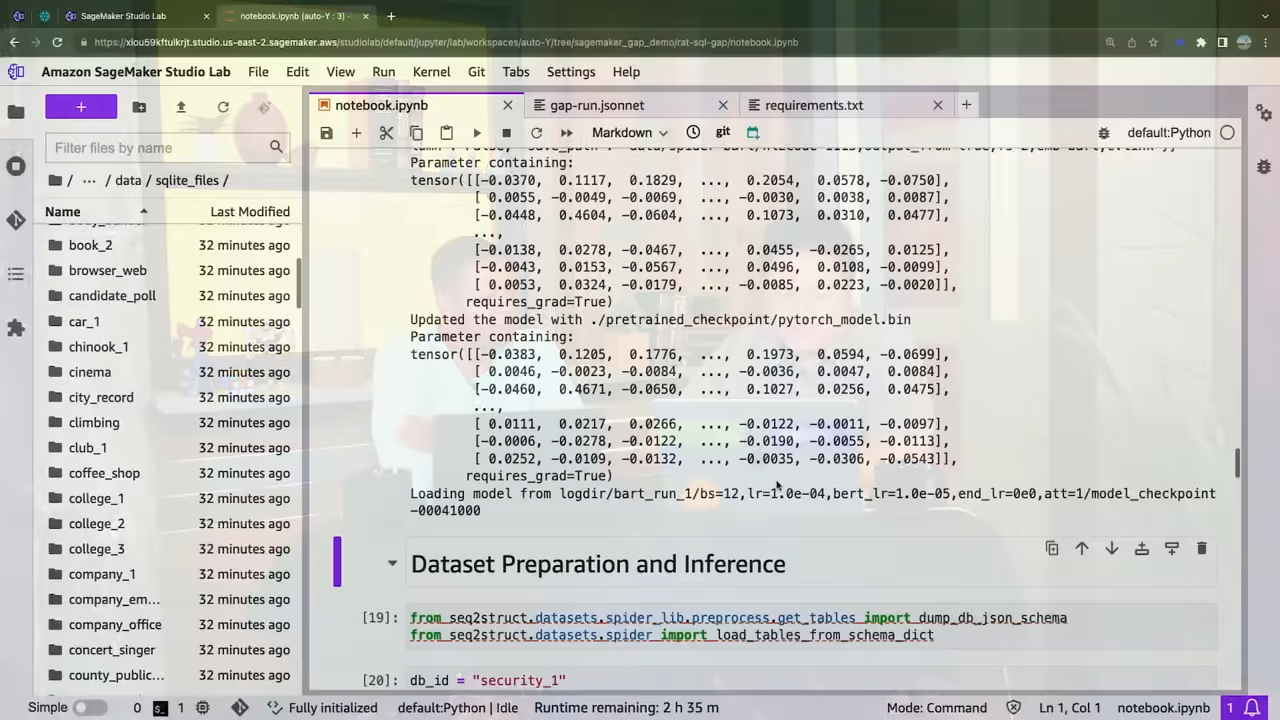 SageMaker Studio Lab
notebook.ipynb (auto-Y : 3)
https://xiou59kftulkrjt.studio.us-east-2.sagemaker.aws/studiolab/default/jupyter/lab/workspaces/auto-Y/tree/sagemaker_gap_demo/rat-sql-gap/notebook.ipynb
Amazon SageMaker Studio Lab File Edit View Run Kernel Git Tabs Settings Help
notebook.ipynb gap-run.jsonnet requirements.txt
Markdown git default:Python
Filter files by name
/ ... / data / sqlite_files /
Name Last Modified
book_2 32 minutes ago
browser_web 32 minutes ago
candidate_poll 32 minutes ago
car_1 32 minutes ago
chinook_1 32 minutes ago
cinema 32 minutes ago
city_record 32 minutes ago
climbing 32 minutes ago
club_1 32 minutes ago
coffee_shop 32 minutes ago
college_1 32 minutes ago
college_2 32 minutes ago
college_3 32 minutes ago
company_1 32 minutes ago
company_em... 32 minutes ago
company_office 32 minutes ago
concert_singer 32 minutes ago
county_public... 32 minutes ago
Parameter containing:
tensor([[-0.0370, 0.1117, 0.1829, ..., 0.2054, 0.0578, -0.0750],
[ 0.0055, -0.0049, -0.0069, ..., -0.0030, 0.0038, 0.0087],
[-0.0448, 0.4604, -0.0604, ..., 0.1073, 0.0310, 0.0477],
...,
[-0.0138, 0.0278, -0.0467, ..., 0.0455, -0.0265, 0.0125],
[-0.0043, 0.0153, -0.0567, ..., 0.0496, 0.0108, -0.0099],
[ 0.0053, 0.0324, -0.0179, ..., -0.0085, 0.0223, -0.0020]],
requires_grad=True)
Updated the model with ./pretrained_checkpoint/pytorch_model.bin
Parameter containing:
tensor([[-0.0383, 0.1205, 0.1776, ..., 0.1973, 0.0594, -0.0699],
[ 0.0046, -0.0023, -0.0084, ..., -0.0036, 0.0047, 0.0084],
[-0.0460, 0.4671, -0.0650, ..., 0.1027, 0.0256, 0.0475],
...,
[ 0.0111, 0.0217, 0.0266, ..., -0.0122, -0.0011, -0.0097],
[-0.0006, -0.0278, -0.0122, ..., -0.0190, -0.0055, -0.0113],
[ 0.0252, -0.0109, -0.0132, ..., -0.0035, -0.0306, -0.0543]],
requires_grad=True)
Loading model from logdir/bart_run_1/bs=12,lr=1.0e-04,bert_lr=1.0e-05,end_lr=0e0,att=1/model_checkpoint
-00041000
Dataset Preparation and Inference
[19]: from seq2struct.datasets.spider_lib.preprocess.get_tables import dump_db_json_schema
from seq2struct.datasets.spider import load_tables_from_schema_dict
[20]: db_id = "security_1"
Simple 0 1 Fully initialized default:Python | Idle Runtime remaining: 2 h 35 m Mode: Command Ln 1, Col 1 notebook.ipynb 1